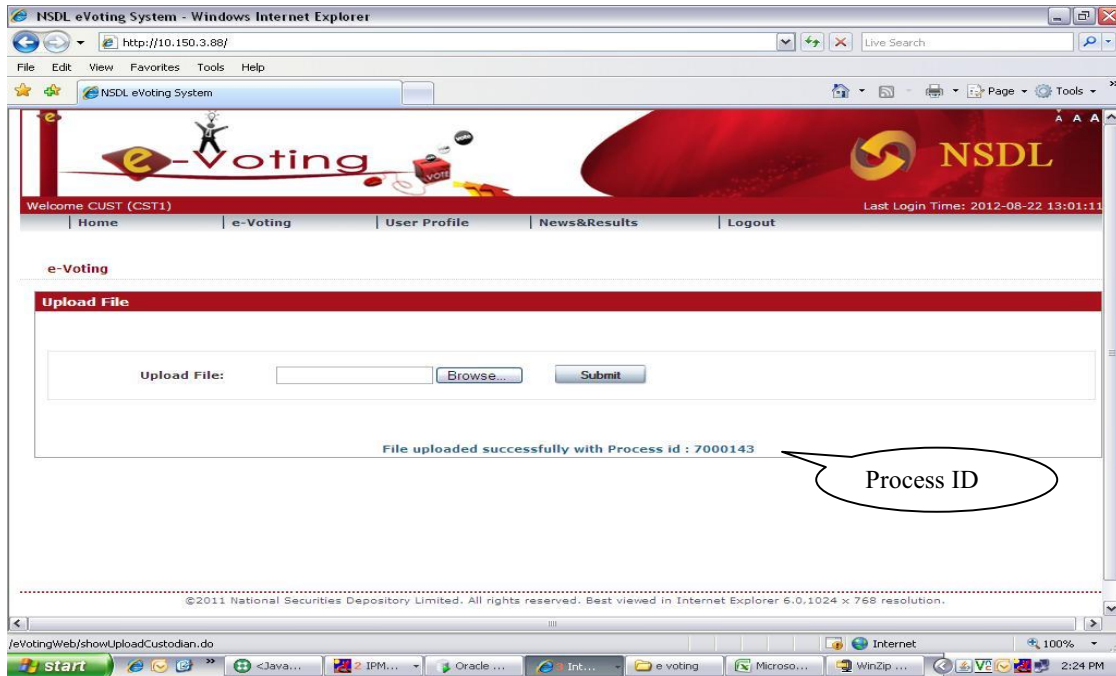 NSDL eVoting System - Windows Internet Explorer
http://10.150.3.88/
Live Search
File Edit View Favorites Tools Help
NSDL eVoting System
Page Tools
e-Voting
VOTE
NSDL
A A A
Welcome CUST (CST1)
Last Login Time: 2012-08-22 13:01:11
Home e-Voting User Profile News&Results Logout
e-Voting
Upload File
Upload File: Browse... Submit
File uploaded successfully with Process id : 7000143
Process ID
©2011 National Securities Depository Limited. All rights reserved. Best viewed in Internet Explorer 6.0,1024 x 768 resolution.
/eVotingWeb/showUploadCustodian.do
Internet
100%
start
<Java...
2 IPM...
Oracle ...
Int...
e voting
Microso...
WinZip ...
2:24 PM